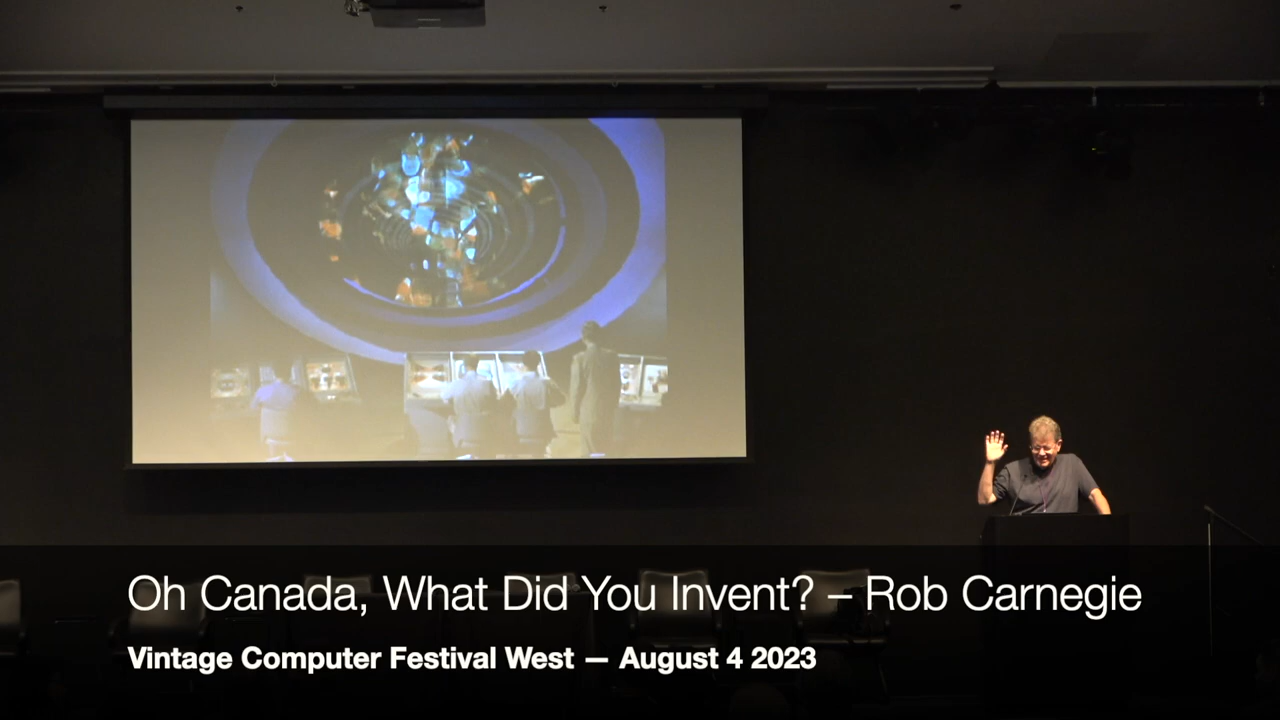 Oh Canada, What Did You Invent? – Rob Carnegie
Vintage Computer Festival West — August 4 2023